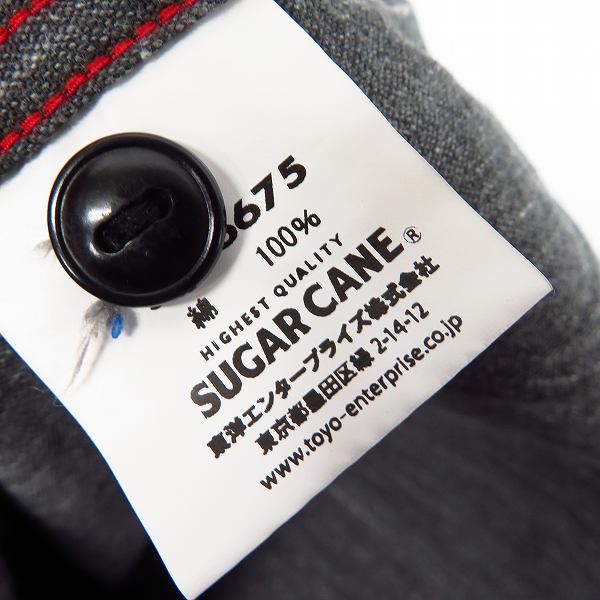 675
綿 100%
HIGHEST QUALITY
SUGAR CANE®
東洋エンタープライズ株式会社
東京都墨田区緑2-14-12
www.toyo-enterprise.co.jp